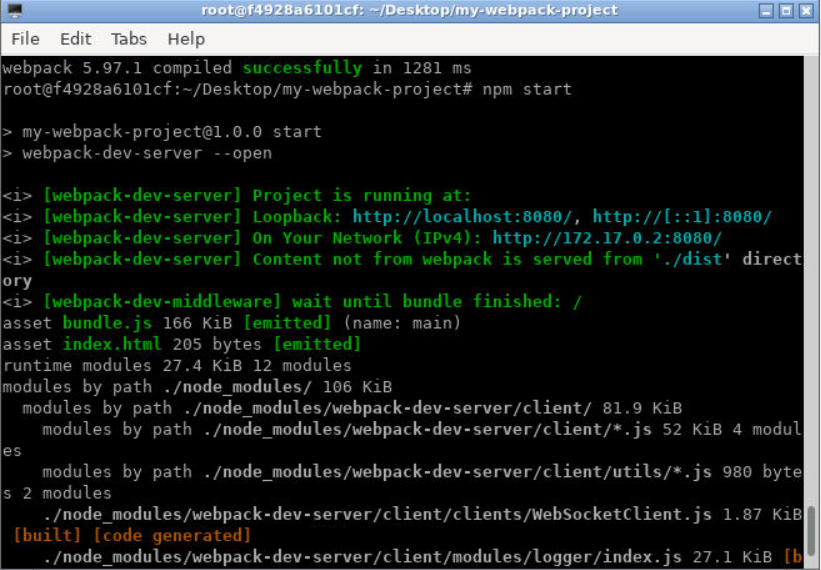 root@f4928a6101cf: ~/Desktop/my-webpack-project
File Edit Tabs Help
webpack 5.97.1 compiled successfully in 1281 ms
root@f4928a6101cf:~/Desktop/my-webpack-project# npm start
> my-webpack-project@1.0.0 start
> webpack-dev-server --open
<i> [webpack-dev-server] Project is running at:
<i> [webpack-dev-server] Loopback: http://localhost:8080/, http://[::1]:8080/
<i> [webpack-dev-server] On Your Network (IPv4): http://172.17.0.2:8080/
<i> [webpack-dev-server] Content not from webpack is served from './dist' direct
ory
<i> [webpack-dev-middleware] wait until bundle finished: /
asset bundle.js 166 KiB [emitted] (name: main)
asset index.html 205 bytes [emitted]
runtime modules 27.4 KiB 12 modules
modules by path ./node_modules/ 106 KiB
  modules by path ./node_modules/webpack-dev-server/client/ 81.9 KiB
    modules by path ./node_modules/webpack-dev-server/client/*.js 52 KiB 4 modul
es
    modules by path ./node_modules/webpack-dev-server/client/utils/*.js 980 byte
s 2 modules
    ./node_modules/webpack-dev-server/client/clients/WebSocketClient.js 1.87 KiB
 [built] [code generated]
    ./node_modules/webpack-dev-server/client/modules/logger/index.js 27.1 KiB [b